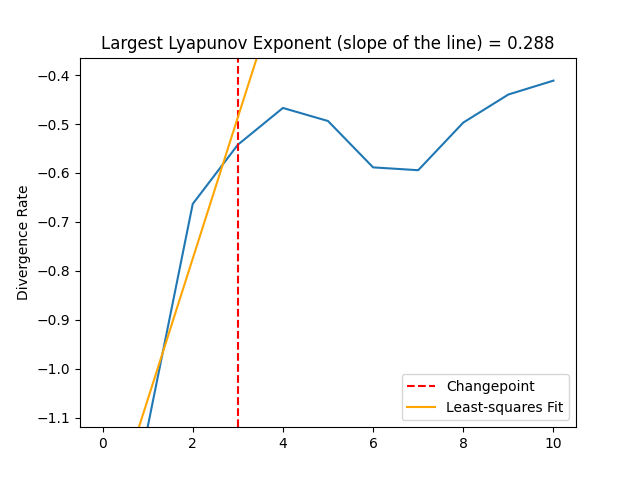 Largest Lyapunov Exponent (slope of the line) = 0.288
Divergence Rate
−0.4
−0.5
−0.6
−0.7
−0.8
−0.9
−1.0
−1.1
0 2 4 6 8 10
Changepoint
Least-squares Fit